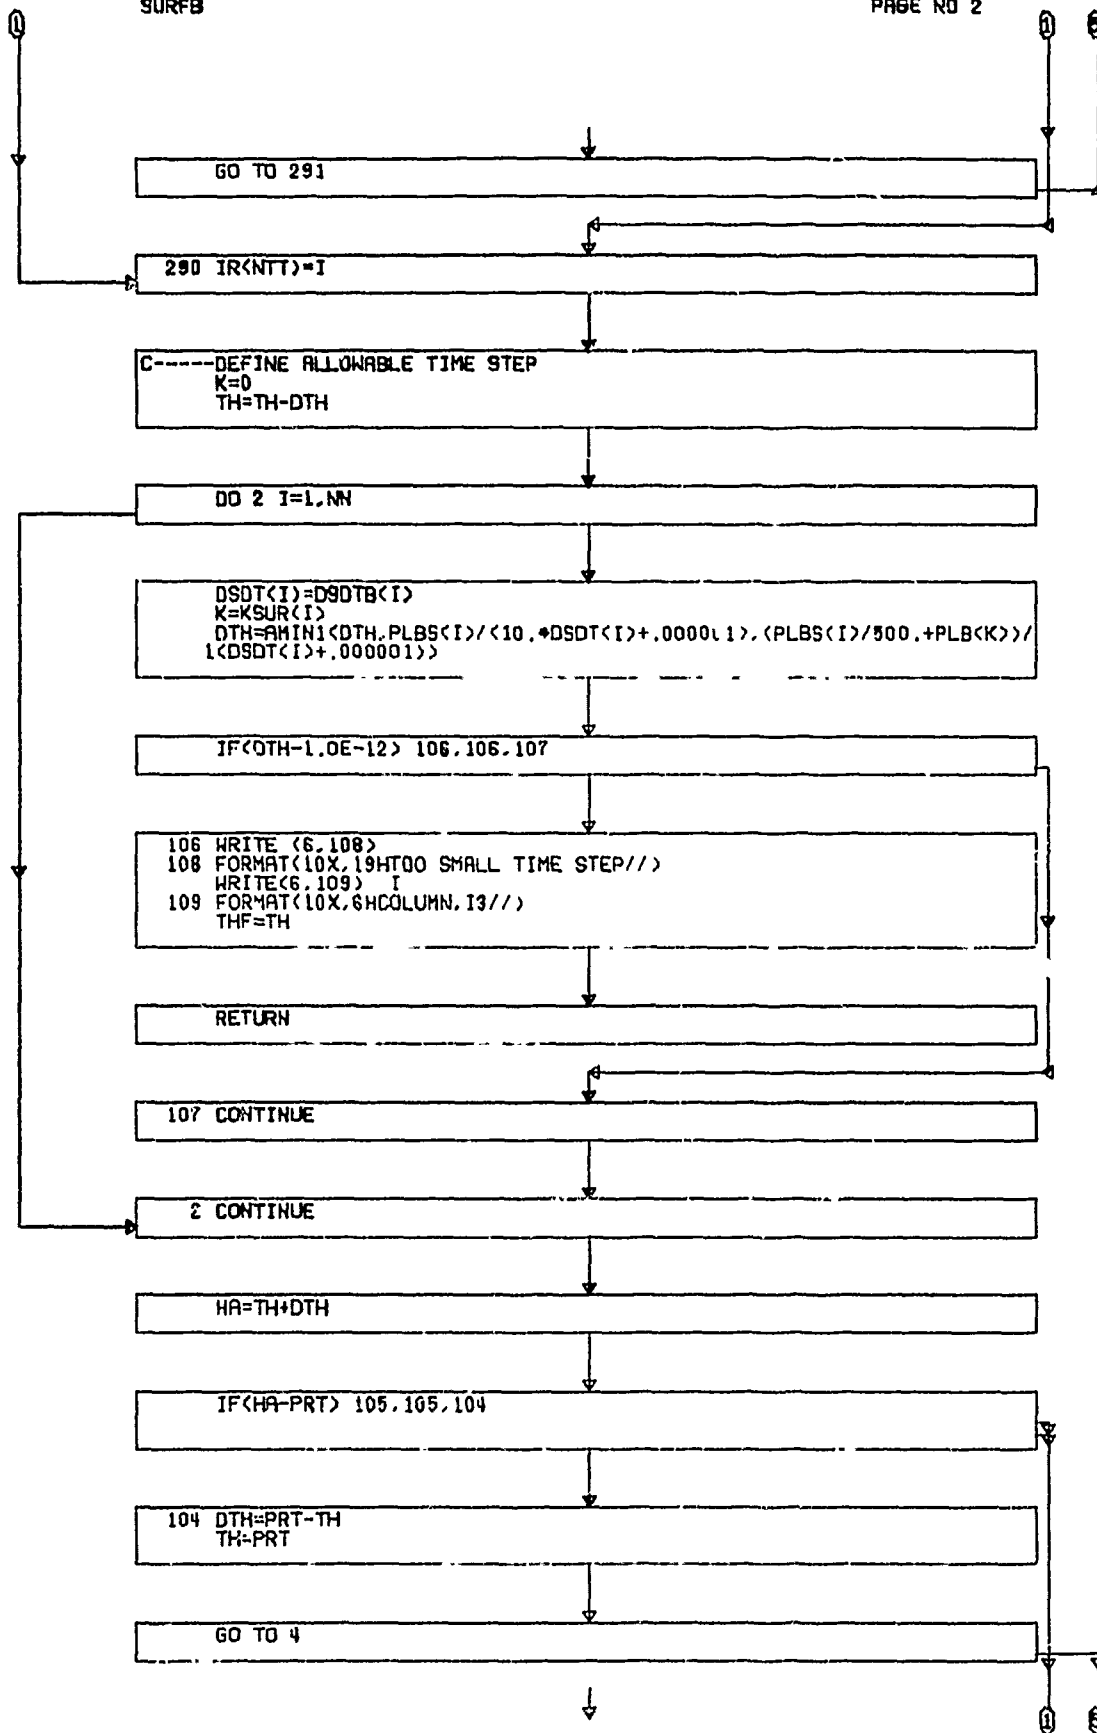 SURFB PAGE NO 2
1 1
GO TO 291
290 IR(NTT)=I
C-----DEFINE ALLOWABLE TIME STEP
K=0
TH=TH-DTH
DO 2 I=1,NN
DSDT(I)=DSDTB(I)
K=KSUR(I)
DTH=AMIN1(DTH,PLBS(I)/(10.*DSDT(I)+.000001),(PLBS(I)/500.+PLB(K))/
1(DSDT(I)+.000001))
IF(DTH-1.0E-12) 106,106,107
106 WRITE (6,108)
108 FORMAT(10X,19HTOO SMALL TIME STEP//)
WRITE(6,109) I
109 FORMAT(10X,6HCOLUMN,I3//)
THF=TH
RETURN
107 CONTINUE
2 CONTINUE
HA=TH+DTH
IF(HA-PRT) 105,105,104
104 DTH=PRT-TH
TH=PRT
GO TO 4
1